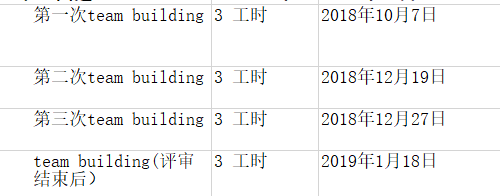 第一次team building 3 工时 2018年10月7日
第二次team building 3 工时 2018年12月19日
第三次team building 3 工时 2018年12月27日
team building(评审 3 工时 2019年1月18日
结束后）